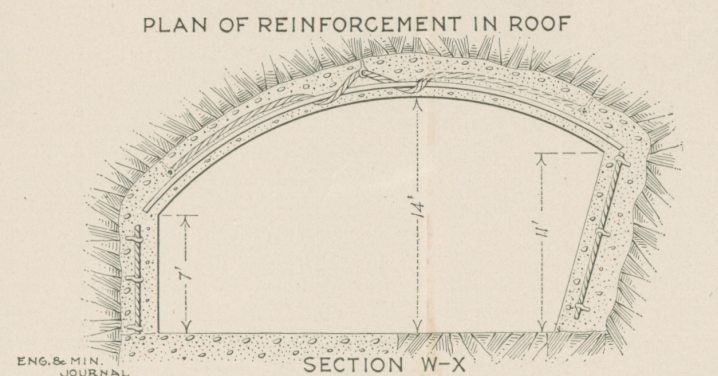 PLAN OF REINFORCEMENT IN ROOF
14'
11'
7'
ENG. & MIN.
JOURNAL
SECTION W-X